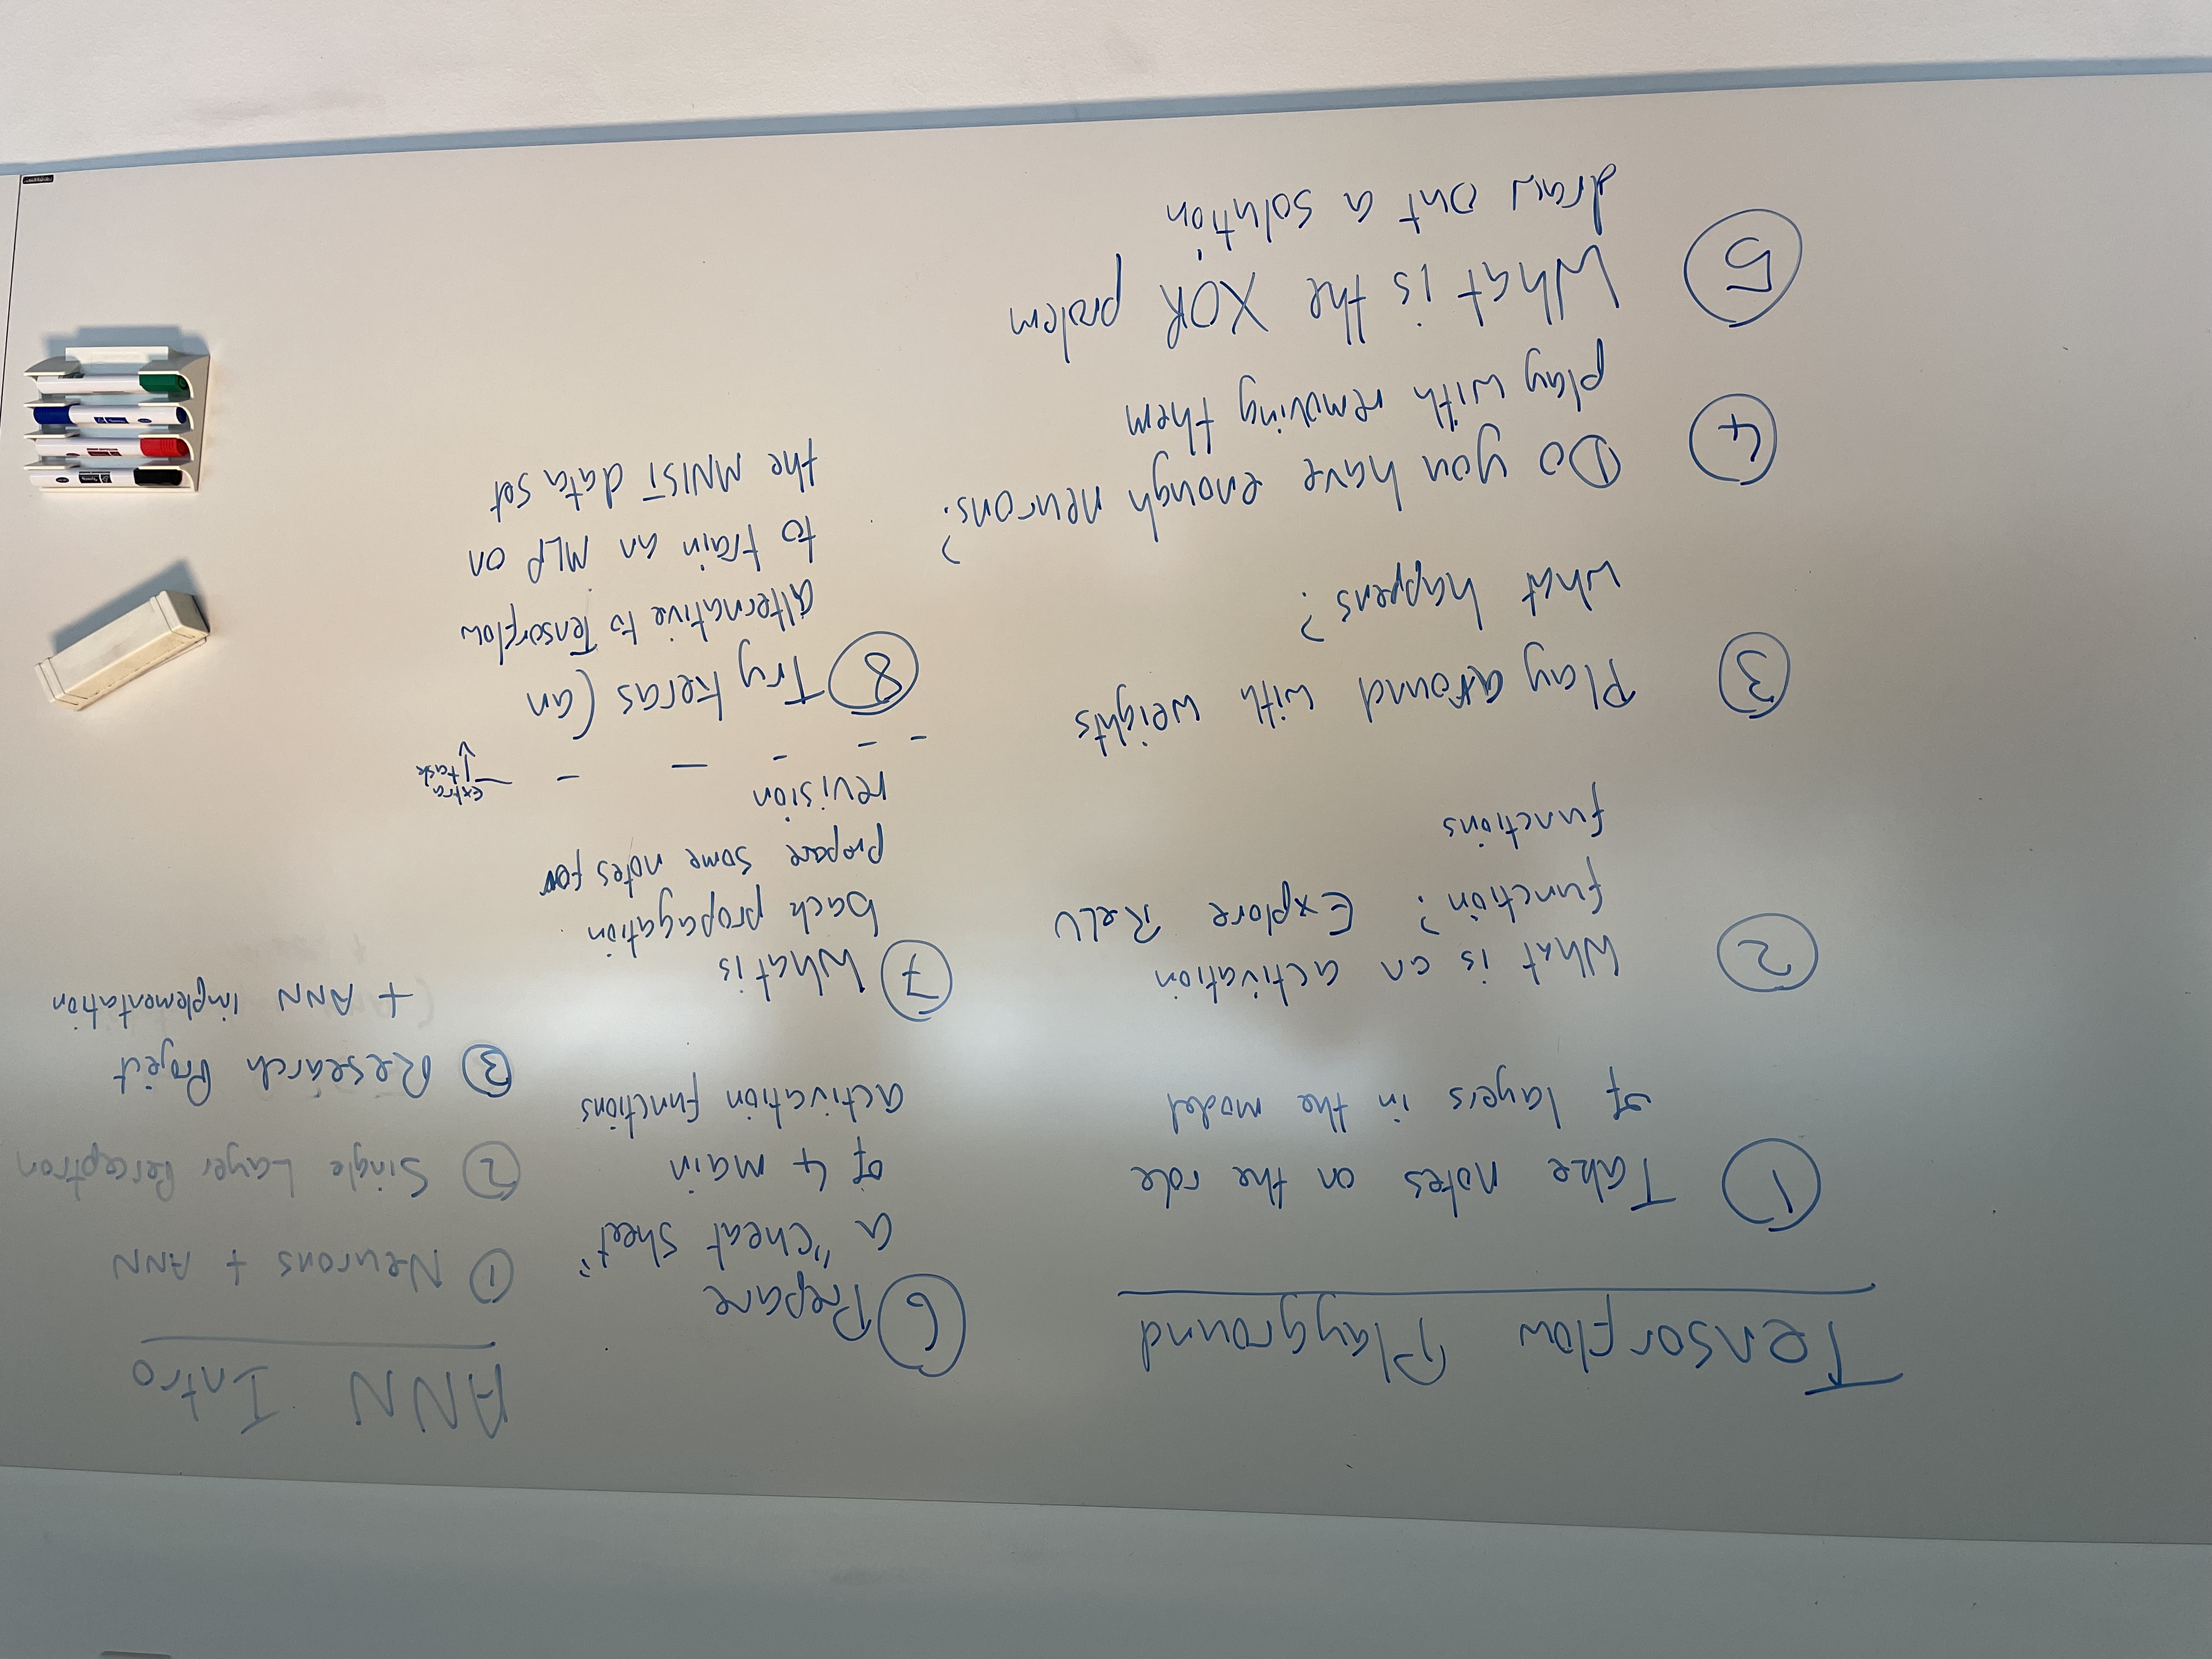 Tensorflow Playground
① Take notes on the role
of layers in the model
② What is an activation
function? Explore ReLU
functions
③ Play around with weights
what happens?
④ Do you have enough neurons?
play with removing them
⑤ What is the XOR prolem
draw out a solution
⑥ Prepare
a "cheat sheet"
of 4 main
activation functions
⑦ What is
back propagation
prepare some notes for
revision
extra
task
⑧ Try keras (an
alternative to Tensorflow
to train an MLP on
the MNIST data set
ANN Intro
① Neurons + ANN
② Single Layer Perceptron
③ Research Project
+ ANN implementation